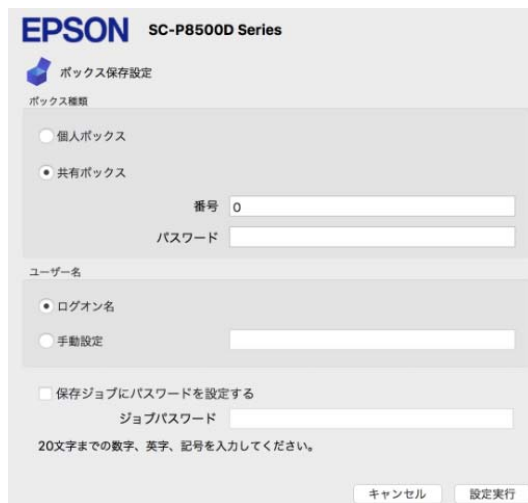 EPSON SC-P8500D Series
ボックス保存設定
ボックス種類
個人ボックス
共有ボックス
番号 0
パスワード
ユーザー名
ログオン名
手動設定
保存ジョブにパスワードを設定する
ジョブパスワード
20文字までの数字、英字、記号を入力してください。
キャンセル 設定実行